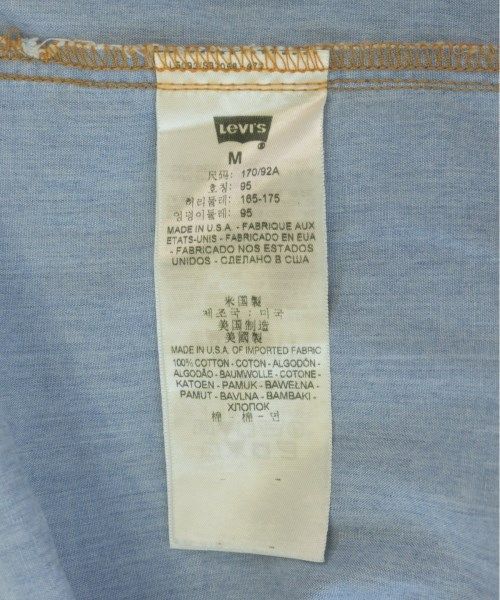 Levi's
®
M
尺码: 170/92A
호칭: 95
허리둘레: 165-175
엉덩이둘레: 95
MADE IN U.S.A. - FABRIQUE AUX
ETATS-UNIS - FABRICADO EN EUA
- FABRICADO NOS ESTADOS
UNIDOS - СДЕЛАНО В США
米国製
제조국: 미국
美国制造
美國製
MADE IN U.S.A. OF IMPORTED FABRIC
100% COTTON - COTON - ALGODÓN -
ALGODÃO - BAUMWOLLE - COTONE -
KATOEN - PAMUK - BAWEŁNA -
PAMUT - BAVLNA - BAMBAKI -
ХЛОПОК
棉 - 棉 - 면